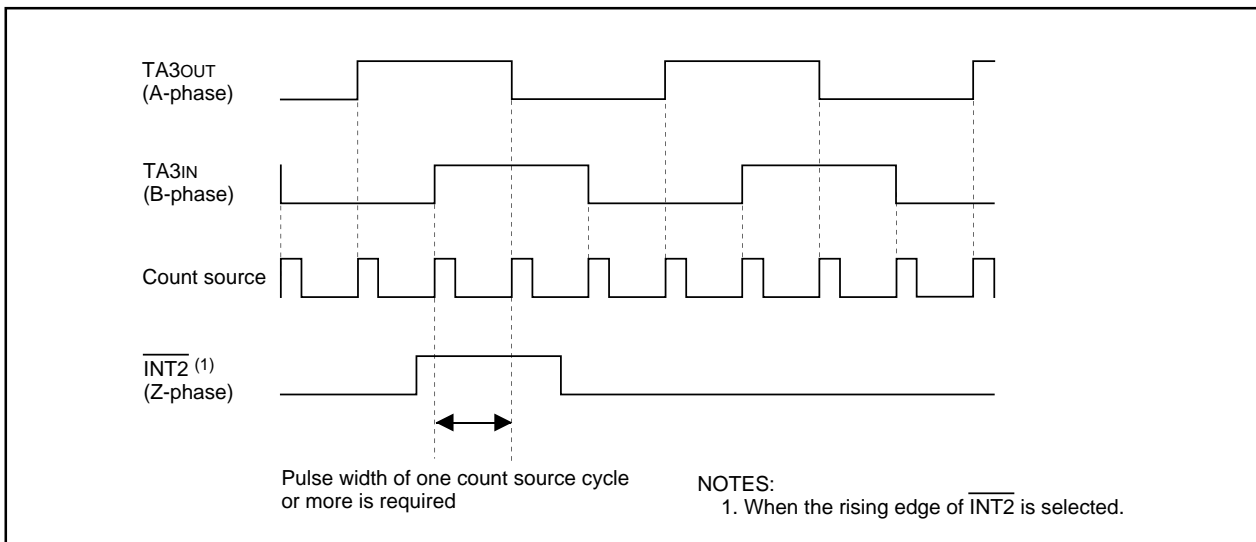 TA3OUT
(A-phase)
TA3IN
(B-phase)
Count source
INT2 (1)
(Z-phase)
Pulse width of one count source cycle
or more is required
NOTES:
1. When the rising edge of INT2 is selected.